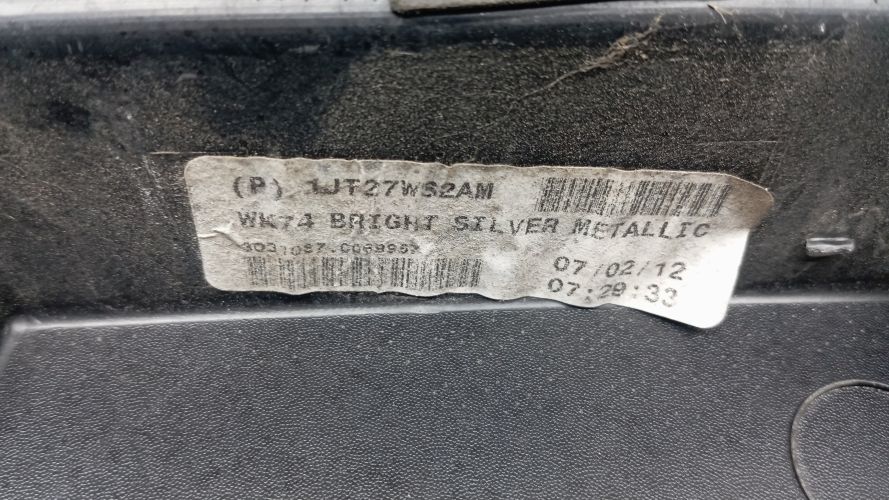 (P) 1JT27WS2AM
WK74 BRIGHT SILVER METALLIC
07/02/12
07:29:33